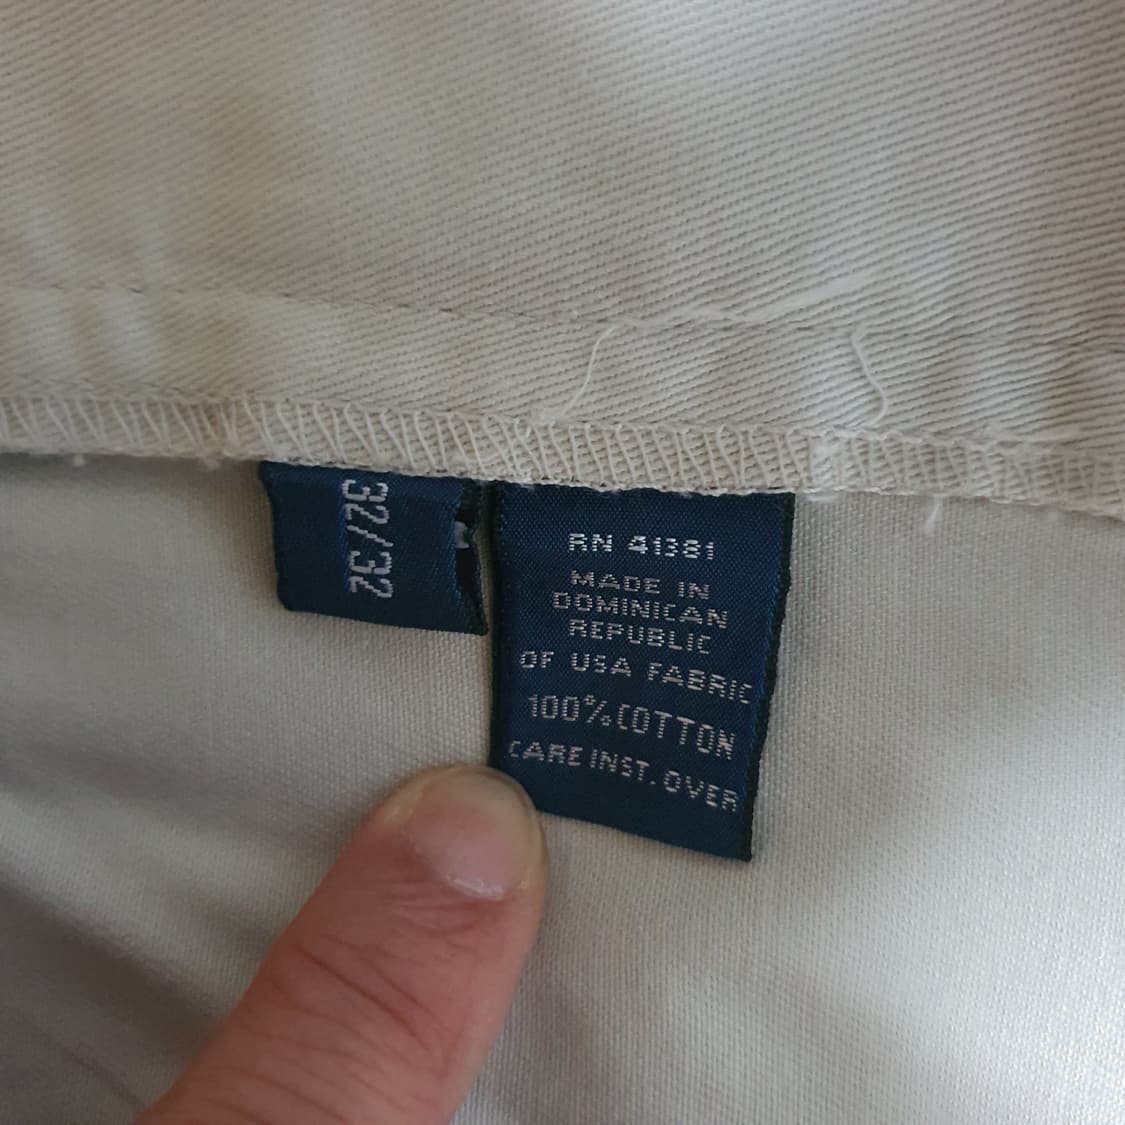 32/32
RN 41381
MADE IN
DOMINICAN
REPUBLIC
OF USA FABRIC
100% COTTON
CARE INST. OVER